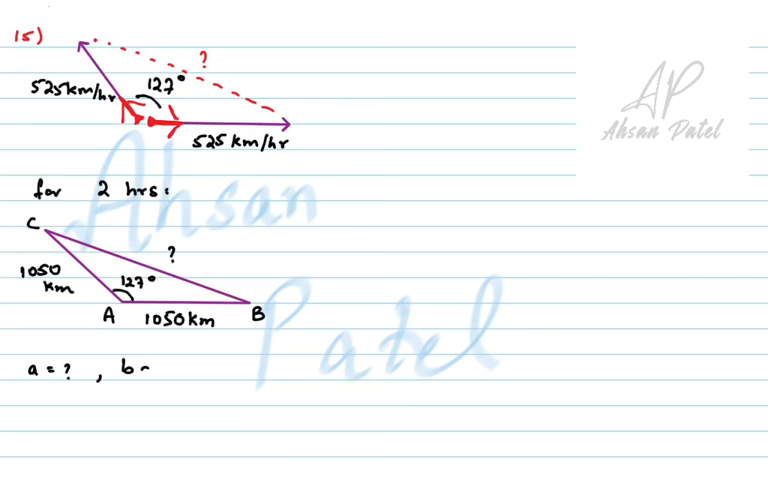 15)
?
525km/hr
127°
525 km/hr
AP
Ahsan Patel
for 2 hrs.
C
?
1050
km
127°
A
B
1050km
a = ? , b -
Ahsan
Patel